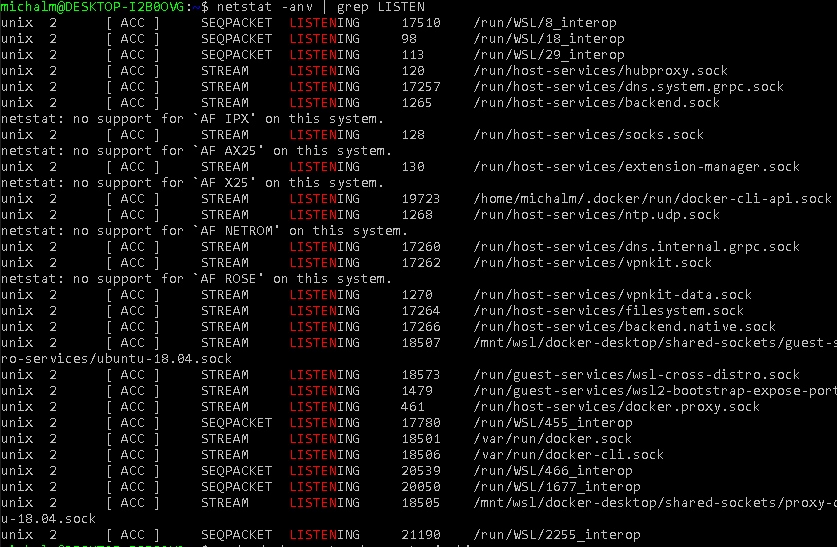 michalm@DESKTOP-I2B0OVG:~$ netstat -anv | grep LISTEN
unix  2      [ ACC ]     SEQPACKET  LISTENING     17510    /run/WSL/8_interop
unix  2      [ ACC ]     SEQPACKET  LISTENING     98       /run/WSL/18_interop
unix  2      [ ACC ]     SEQPACKET  LISTENING     113      /run/WSL/29_interop
unix  2      [ ACC ]     STREAM     LISTENING     120      /run/host-services/hubproxy.sock
unix  2      [ ACC ]     STREAM     LISTENING     17257    /run/host-services/dns.system.grpc.sock
unix  2      [ ACC ]     STREAM     LISTENING     1265     /run/host-services/backend.sock
netstat: no support for `AF IPX' on this system.
unix  2      [ ACC ]     STREAM     LISTENING     128      /run/host-services/socks.sock
netstat: no support for `AF AX25' on this system.
unix  2      [ ACC ]     STREAM     LISTENING     130      /run/host-services/extension-manager.sock
netstat: no support for `AF X25' on this system.
unix  2      [ ACC ]     STREAM     LISTENING     19723    /home/michalm/.docker/run/docker-cli-api.sock
unix  2      [ ACC ]     STREAM     LISTENING     1268     /run/host-services/ntp.udp.sock
netstat: no support for `AF NETROM' on this system.
unix  2      [ ACC ]     STREAM     LISTENING     17260    /run/host-services/dns.internal.grpc.sock
unix  2      [ ACC ]     STREAM     LISTENING     17262    /run/host-services/vpnkit.sock
netstat: no support for `AF ROSE' on this system.
unix  2      [ ACC ]     STREAM     LISTENING     1270     /run/host-services/vpnkit-data.sock
unix  2      [ ACC ]     STREAM     LISTENING     17264    /run/host-services/filesystem.sock
unix  2      [ ACC ]     STREAM     LISTENING     17266    /run/host-services/backend.native.sock
unix  2      [ ACC ]     STREAM     LISTENING     18507    /mnt/wsl/docker-desktop/shared-sockets/guest-s
ro-services/ubuntu-18.04.sock
unix  2      [ ACC ]     STREAM     LISTENING     18573    /run/guest-services/wsl-cross-distro.sock
unix  2      [ ACC ]     STREAM     LISTENING     1479     /run/guest-services/wsl2-bootstrap-expose-port
unix  2      [ ACC ]     STREAM     LISTENING     461      /run/host-services/docker.proxy.sock
unix  2      [ ACC ]     SEQPACKET  LISTENING     17780    /run/WSL/455_interop
unix  2      [ ACC ]     STREAM     LISTENING     18501    /var/run/docker.sock
unix  2      [ ACC ]     STREAM     LISTENING     18506    /var/run/docker-cli.sock
unix  2      [ ACC ]     SEQPACKET  LISTENING     20539    /run/WSL/466_interop
unix  2      [ ACC ]     SEQPACKET  LISTENING     20050    /run/WSL/1677_interop
unix  2      [ ACC ]     STREAM     LISTENING     18505    /mnt/wsl/docker-desktop/shared-sockets/proxy-c
u-18.04.sock
unix  2      [ ACC ]     SEQPACKET  LISTENING     21190    /run/WSL/2255_interop